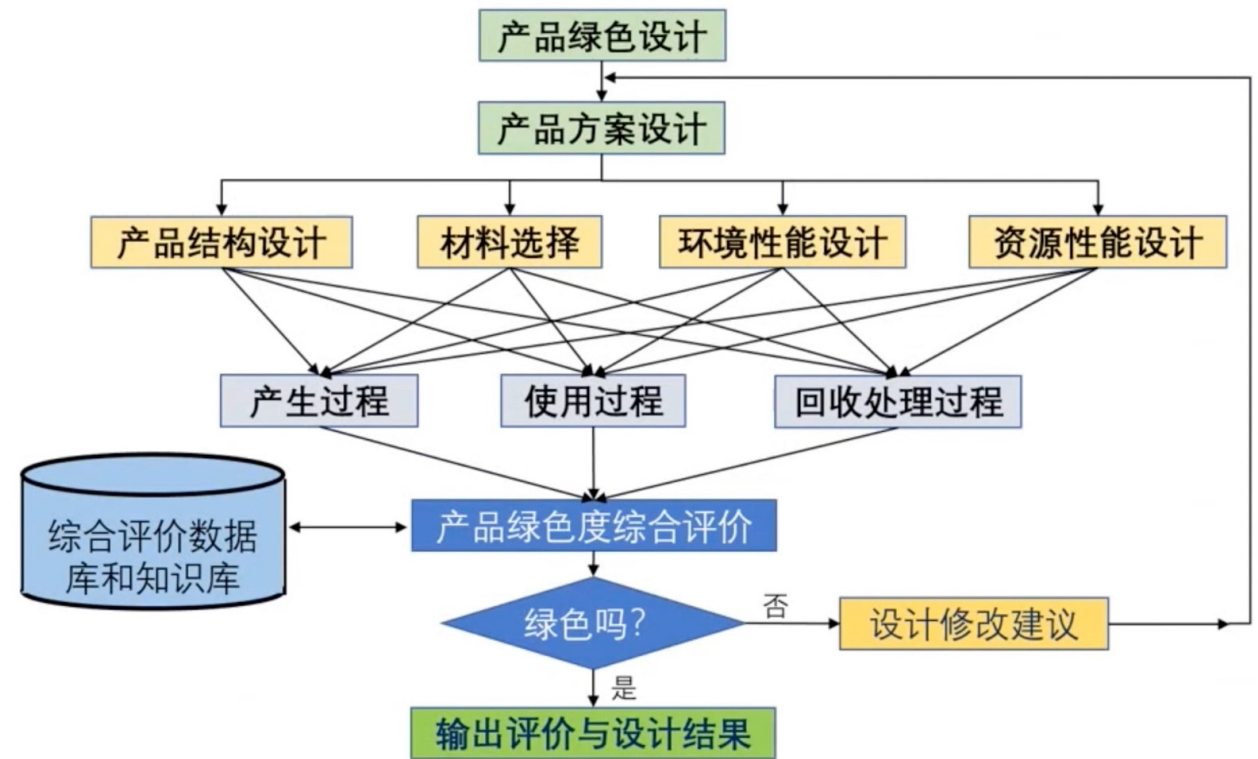 产品绿色设计
产品方案设计
产品结构设计
材料选择
环境性能设计
资源性能设计
产生过程
使用过程
回收处理过程
综合评价数据
库和知识库
产品绿色度综合评价
绿色吗？
否
设计修改建议
是
输出评价与设计结果